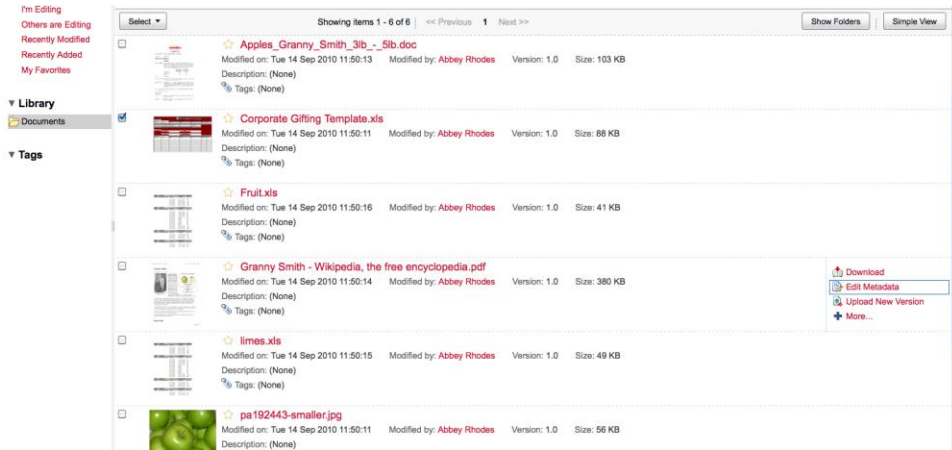 I'm Editing
Others are Editing
Recently Modified
Recently Added
My Favorites
Library
Documents
Tags
Select
Showing items 1 - 6 of 6 << Previous 1 Next >>
Show Folders
Simple View
Apples_Granny_Smith_3lb_-_5lb.doc
Modified on: Tue 14 Sep 2010 11:50:13 Modified by: Abbey Rhodes Version: 1.0 Size: 103 KB
Description: (None)
Tags: (None)
Corporate Gifting Template.xls
Modified on: Tue 14 Sep 2010 11:50:11 Modified by: Abbey Rhodes Version: 1.0 Size: 88 KB
Description: (None)
Tags: (None)
Fruit.xls
Modified on: Tue 14 Sep 2010 11:50:16 Modified by: Abbey Rhodes Version: 1.0 Size: 41 KB
Description: (None)
Tags: (None)
Granny Smith - Wikipedia, the free encyclopedia.pdf
Modified on: Tue 14 Sep 2010 11:50:14 Modified by: Abbey Rhodes Version: 1.0 Size: 380 KB
Description: (None)
Tags: (None)
Download
Edit Metadata
Upload New Version
More...
limes.xls
Modified on: Tue 14 Sep 2010 11:50:15 Modified by: Abbey Rhodes Version: 1.0 Size: 49 KB
Description: (None)
Tags: (None)
pa192443-smaller.jpg
Modified on: Tue 14 Sep 2010 11:50:11 Modified by: Abbey Rhodes Version: 1.0 Size: 56 KB
Description: (None)